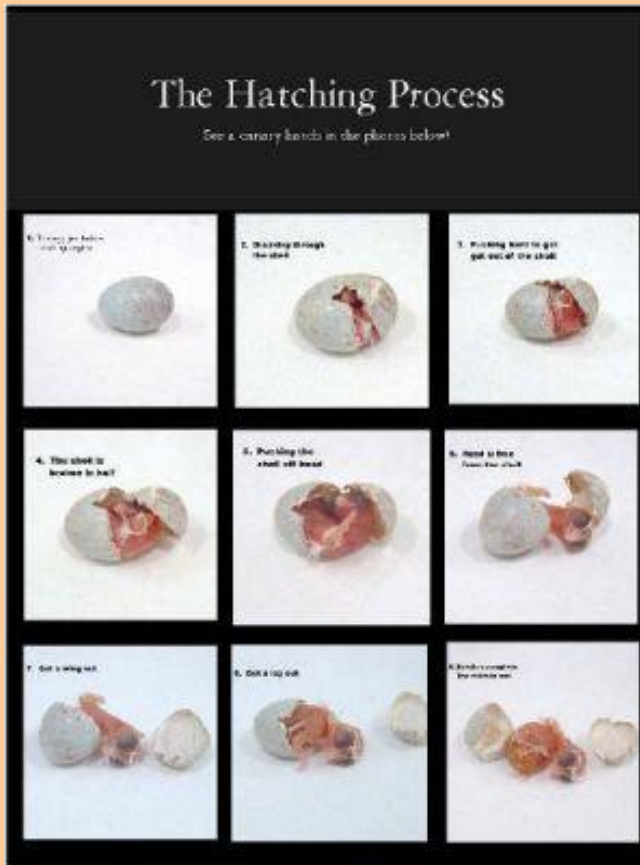 The Hatching Process
See a canary hatch in the photos below!
2. Breaking through
the shell
3. Pushing hard to get
get out of the shell
4. The shell is
broken in half
5. Pushing the
shell off head
6. Head is free
from the shell
7. Got a wing out
8. Got a leg out